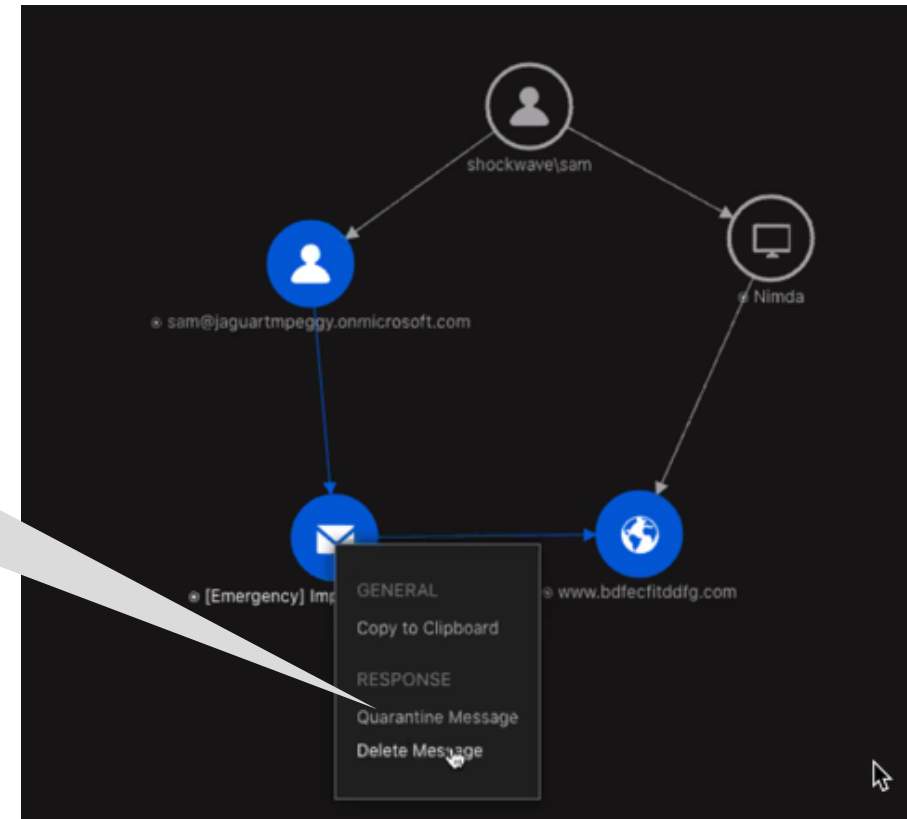 shockwave\sam
Nimda
sam@jaguartmpeggy.onmicrosoft.com
[Emergency] Imp
www.bdfecfitddfg.com
GENERAL
Copy to Clipboard
RESPONSE
Quarantine Message
Delete Message